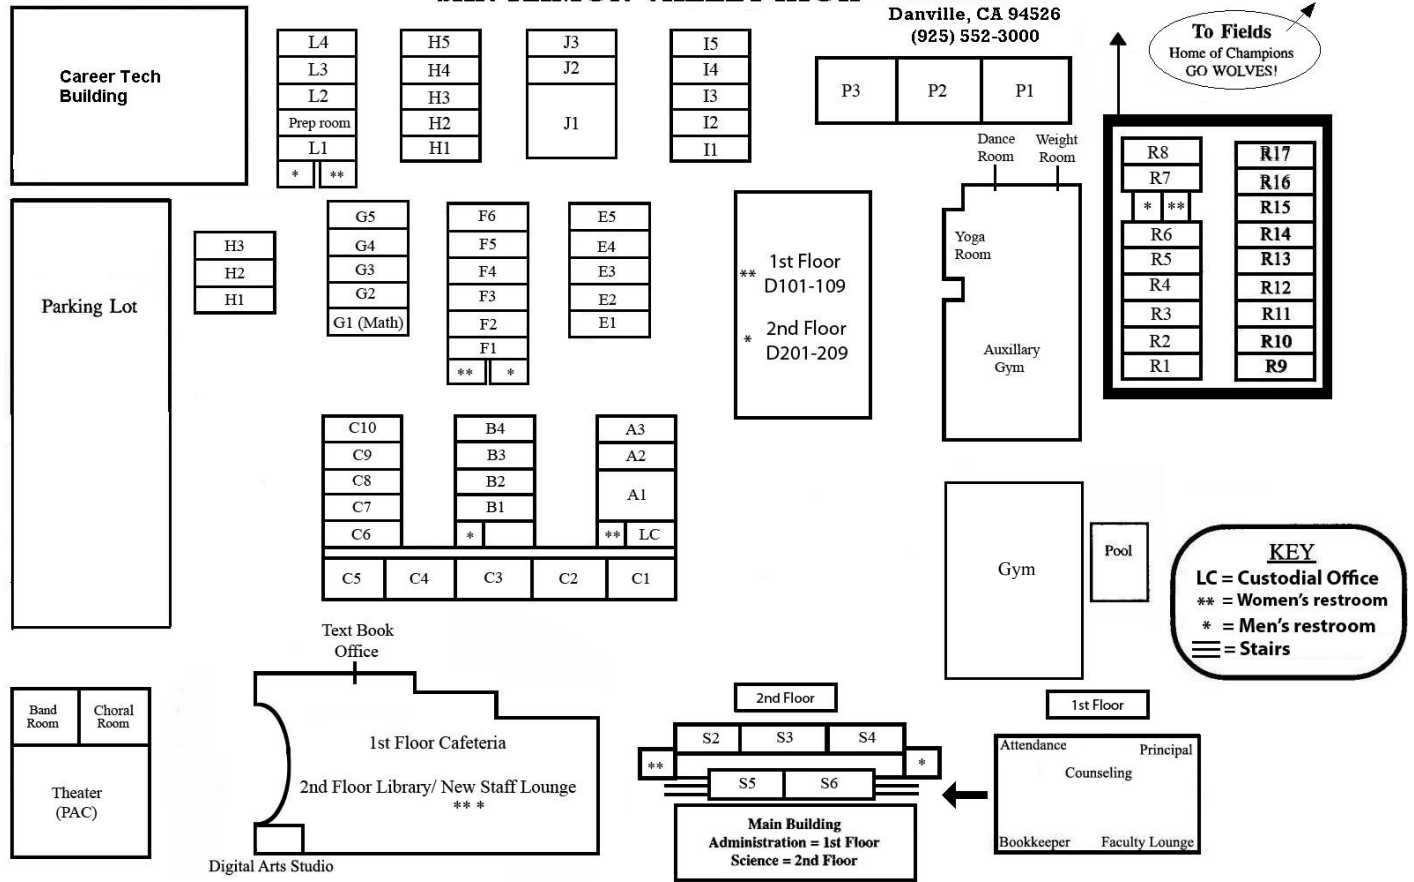 Danville, CA 94526
(925) 552-3000
To Fields
Home of Champions
GO WOLVES!
Career Tech
Building
L4
L3
L2
Prep room
L1
* **
H5
H4
H3
H2
H1
J3
J2
J1
I5
I4
I3
I2
I1
P3 P2 P1
Dance
Room
Weight
Room
R8
R7
* **
R6
R5
R4
R3
R2
R1
R17
R16
R15
R14
R13
R12
R11
R10
R9
Parking Lot
H3
H2
H1
G5
G4
G3
G2
G1 (Math)
F6
F5
F4
F3
F2
F1
** *
E5
E4
E3
E2
E1
1st Floor
** D101-109
2nd Floor
* D201-209
Yoga
Room
Auxillary
Gym
C10
C9
C8
C7
C6
B4
B3
B2
B1
*
A3
A2
A1
** LC
C5 C4 C3 C2 C1
Gym
Pool
KEY
LC = Custodial Office
** = Women's restroom
* = Men's restroom
= Stairs
Text Book
Office
Band
Room
Choral
Room
Theater
(PAC)
1st Floor Cafeteria
2nd Floor Library/ New Staff Lounge
** *
Digital Arts Studio
2nd Floor
S2 S3 S4
** *
S5 S6
Main Building
Administration = 1st Floor
Science = 2nd Floor
1st Floor
Attendance Principal
Counseling
Bookkeeper Faculty Lounge